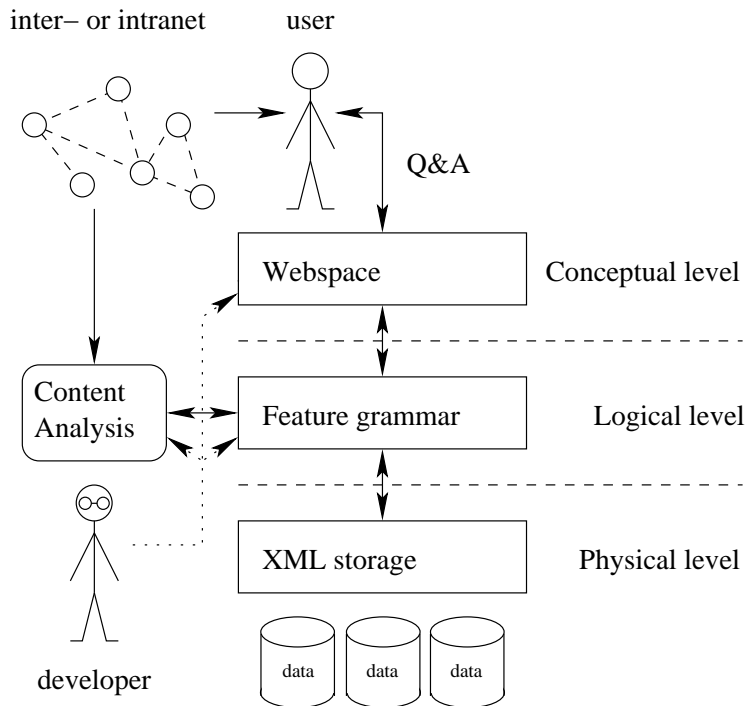 inter– or intranet
user
Q&A
Webspace
Conceptual level
Content
Analysis
Feature grammar
Logical level
XML storage
Physical level
developer
data
data
data